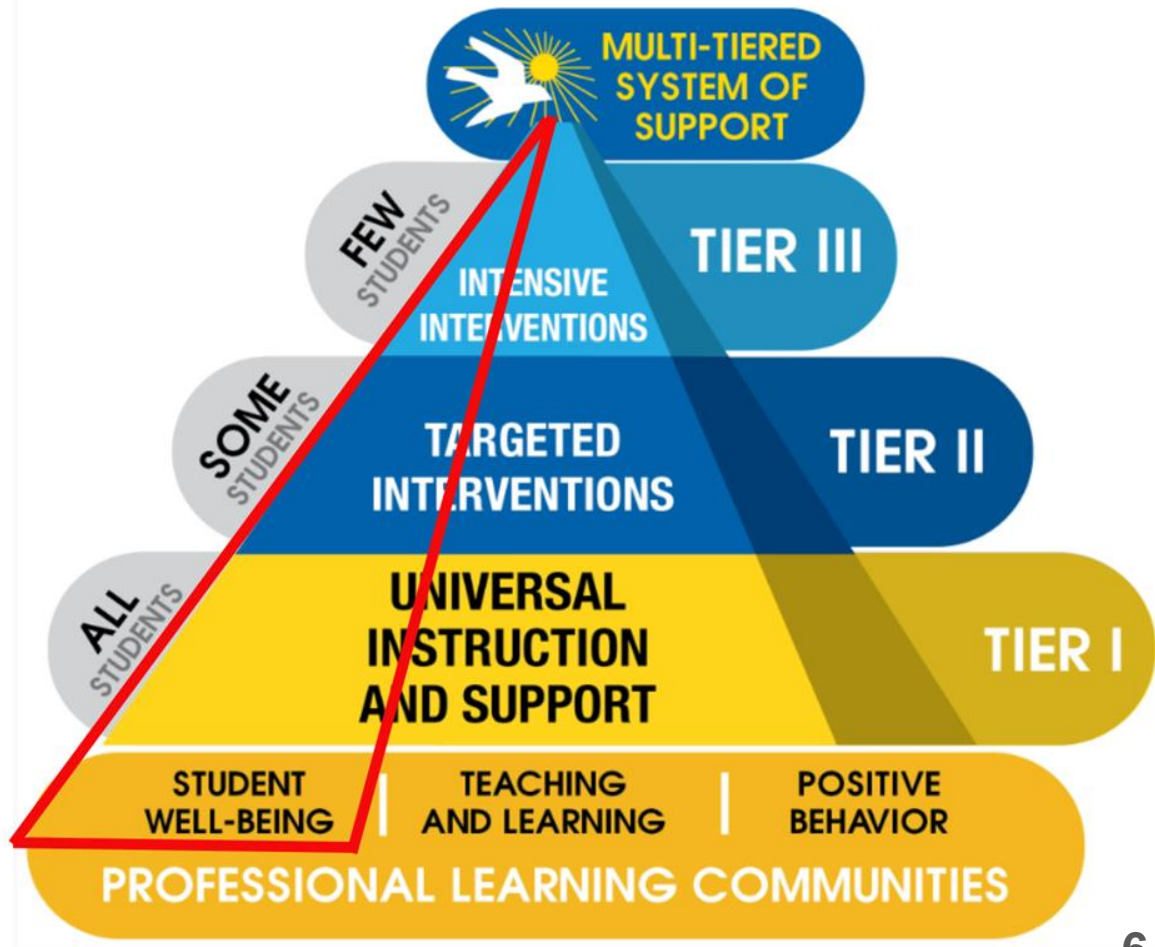 MULTI-TIERED
SYSTEM OF
SUPPORT
FEW
STUDENTS
INTENSIVE
INTERVENTIONS
TIER III
SOME
STUDENTS
TARGETED
INTERVENTIONS
TIER II
ALL
STUDENTS
UNIVERSAL
INSTRUCTION
AND SUPPORT
TIER I
STUDENT
WELL-BEING
TEACHING
AND LEARNING
POSITIVE
BEHAVIOR
PROFESSIONAL LEARNING COMMUNITIES
6